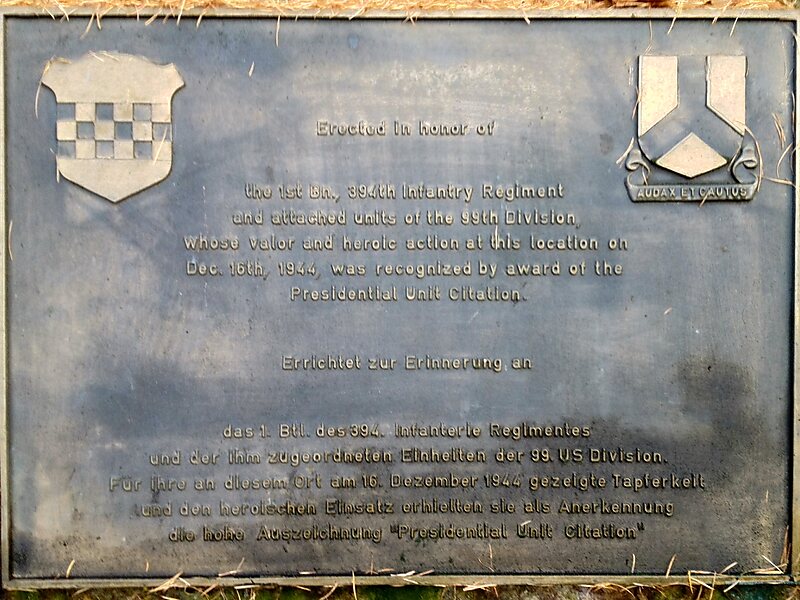 Erected in honor of
AUDAX ET CAUTUS
the 1st Bn., 394th Infantry Regiment
and attached units of the 99th Division,
whose valor and heroic action at this location on
Dec. 16th, 1944, was recognized by award of the
Presidential Unit Citation.
Errichtet zur Erinnerung an
das 1. Btl. des 394. Infanterie Regimentes
und der ihm zugeordneten Einheiten der 99. US Division.
Für ihre an diesem Ort am 16. Dezember 1944 gezeigte Tapferkeit
und den heroischen Einsatz erhielten sie als Anerkennung
die hohe Auszeichnung "Presidential Unit Citation"